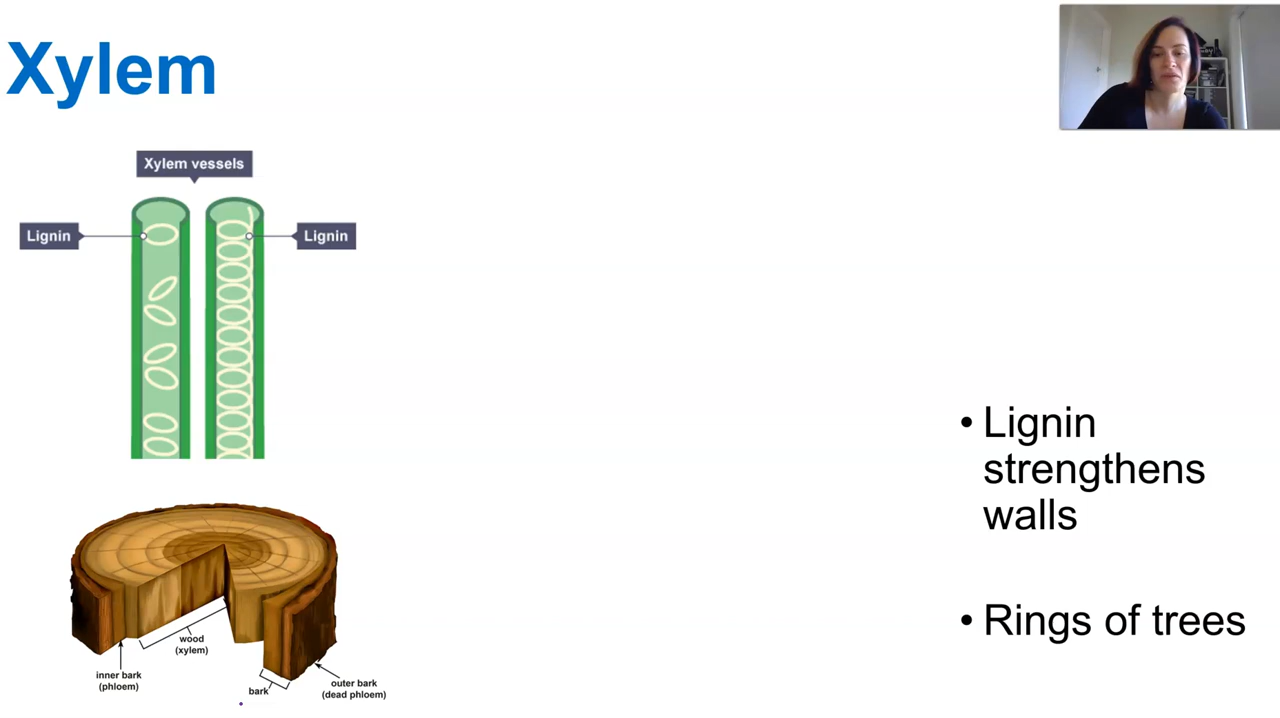 Xylem
Xylem vessels
Lignin
Lignin
• Lignin
strengthens
walls
• Rings of trees
wood
(xylem)
inner bark
(phloem)
bark
outer bark
(dead phloem)